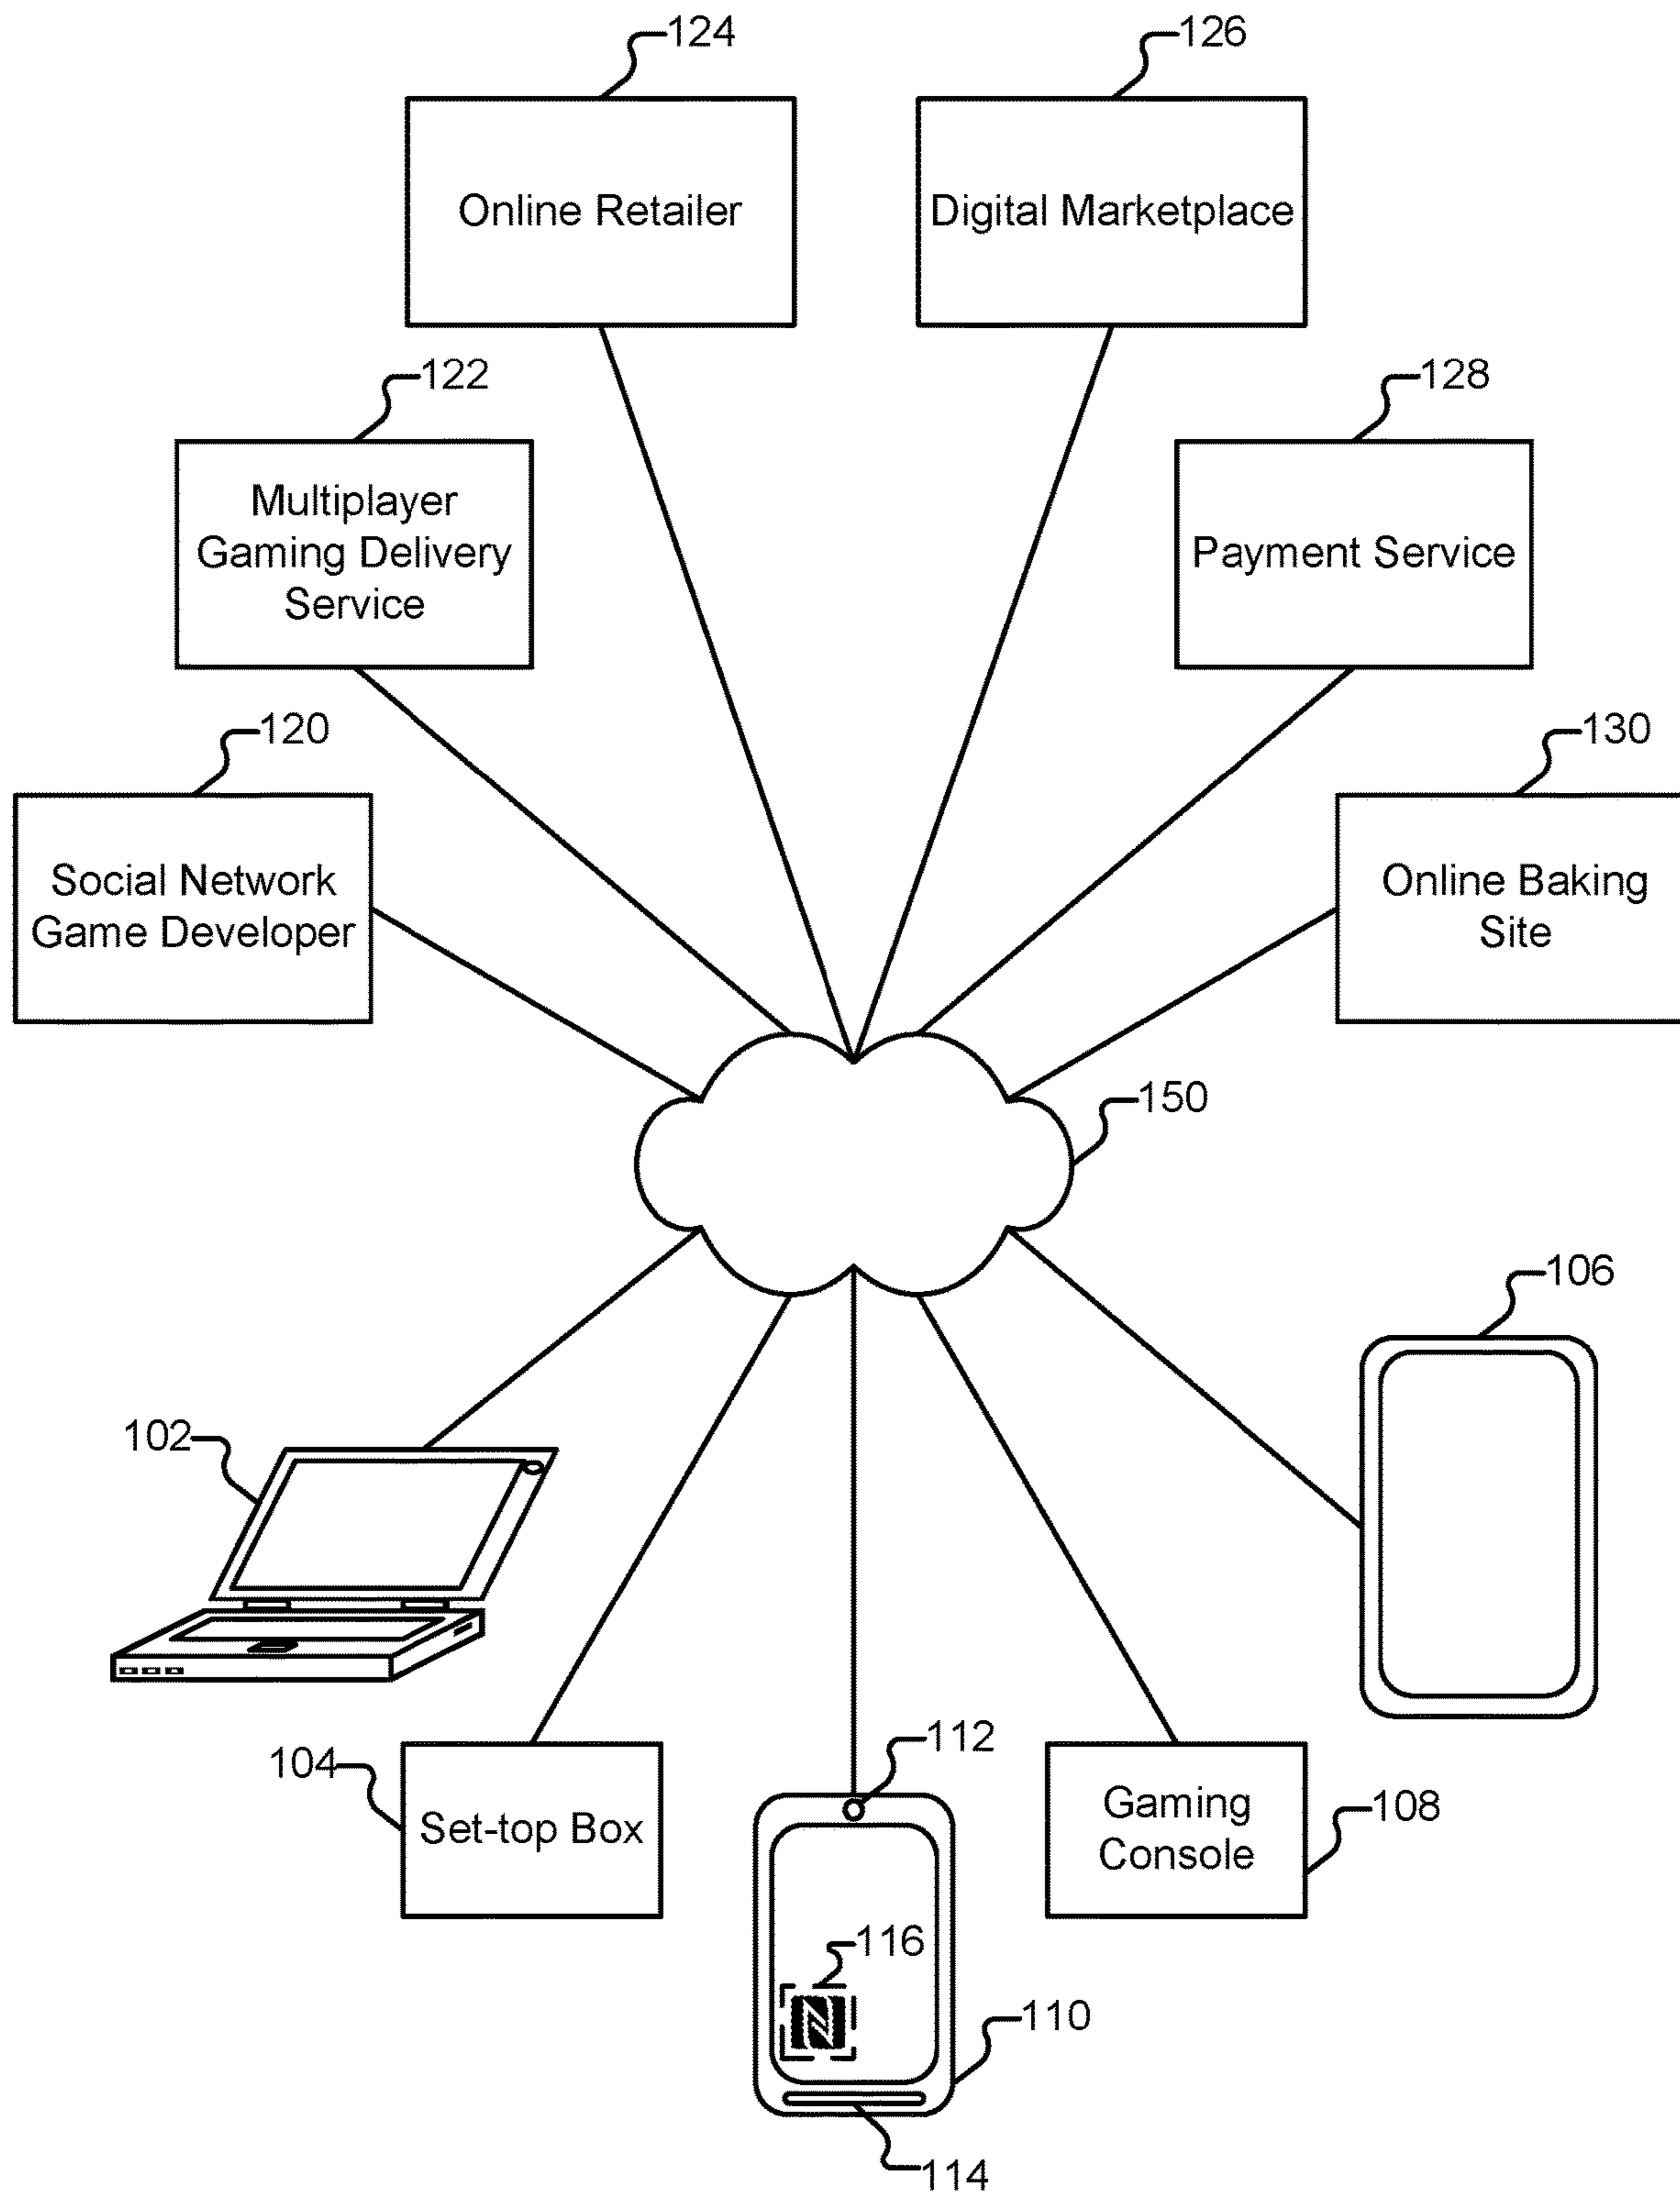 124
126
Online Retailer
Digital Marketplace
122
128
Multiplayer
Gaming Delivery
Service
Payment Service
120
130
Social Network
Game Developer
Online Baking
Site
150
106
102
112
104
Set-top Box
Gaming
Console
108
116
110
114